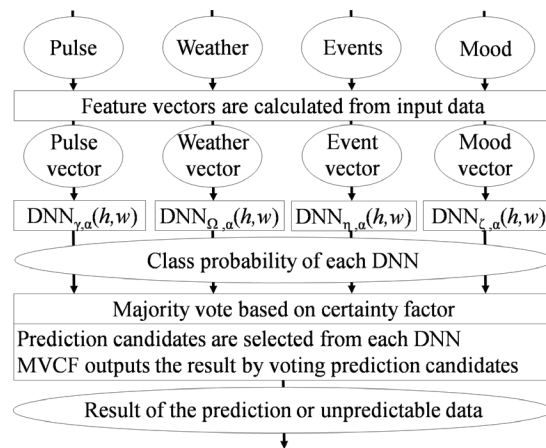 Pulse Weather Events Mood
Feature vectors are calculated from input data
Pulse Weather Event Mood
vector vector vector vector
DNNγ,α(h,w) DNNΩ,α(h,w) DNNη,α(h,w) DNNζ,α(h,w)
Class probability of each DNN
Majority vote based on certainty factor
Prediction candidates are selected from each DNN
MVCF outputs the result by voting prediction candidates
Result of the prediction or unpredictable data